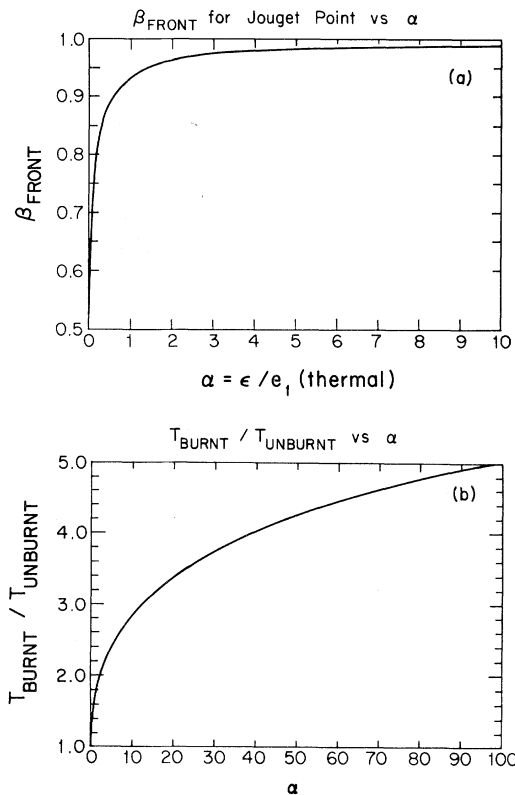 β_FRONT for Jouget Point vs α
1.0
0.9
0.8
0.7
0.6
0.5
(a)
β_FRONT
0 1 2 3 4 5 6 7 8 9 10
α = ϵ/e₁ (thermal)
T_BURNT / T_UNBURNT vs α
5.0
4.0
3.0
2.0
1.0
(b)
T_BURNT / T_UNBURNT
0 10 20 30 40 50 60 70 80 90 100
α